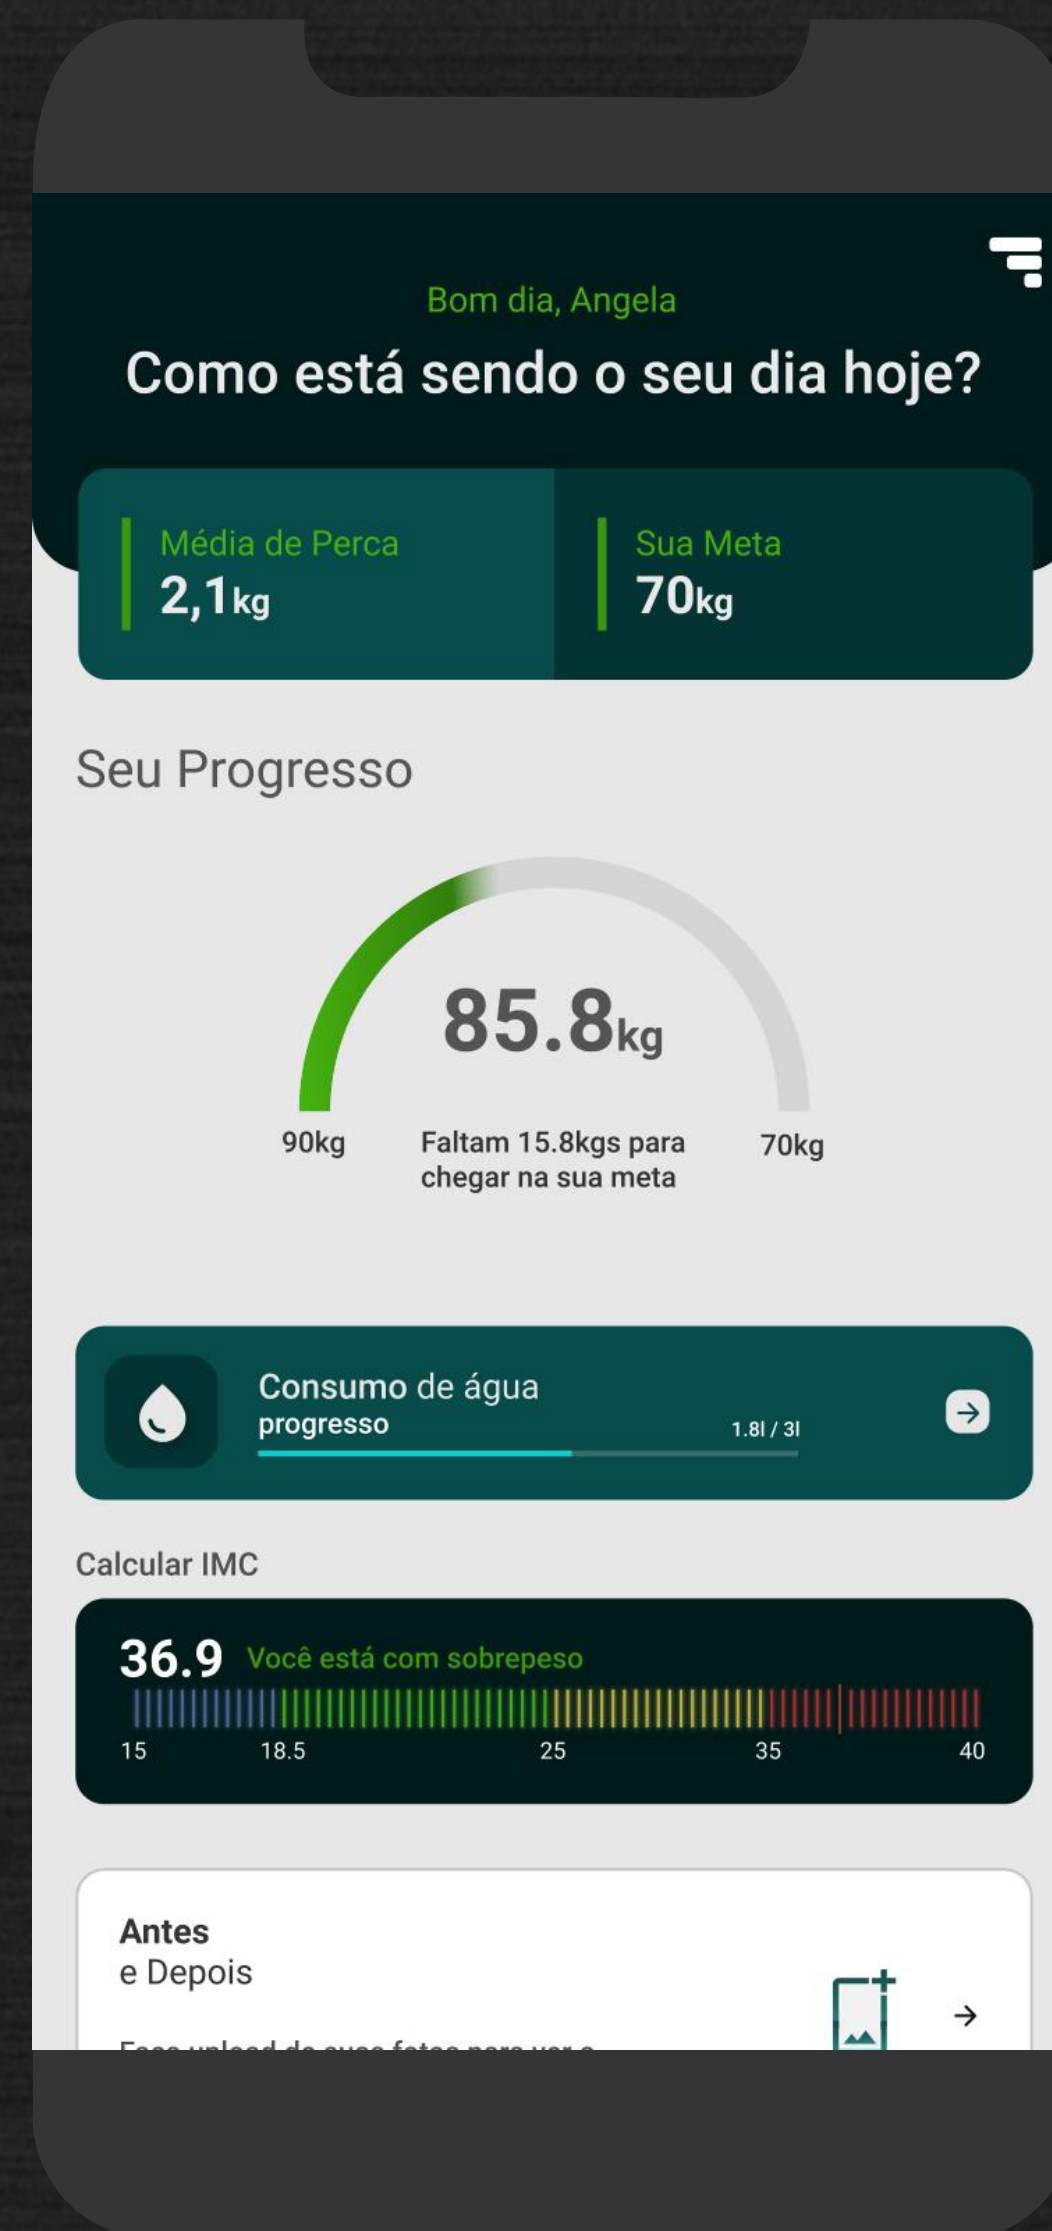 Bom dia, Angela
Como está sendo o seu dia hoje?
Média de Perca
2,1kg
Sua Meta
70kg
Seu Progresso
85.8kg
90kg
Faltam 15.8kgs para
chegar na sua meta
70kg
Consumo de água
progresso
1.8l / 3l
Calcular IMC
36.9 Você está com sobrepeso
15 18.5 25 35 40
Antes
e Depois